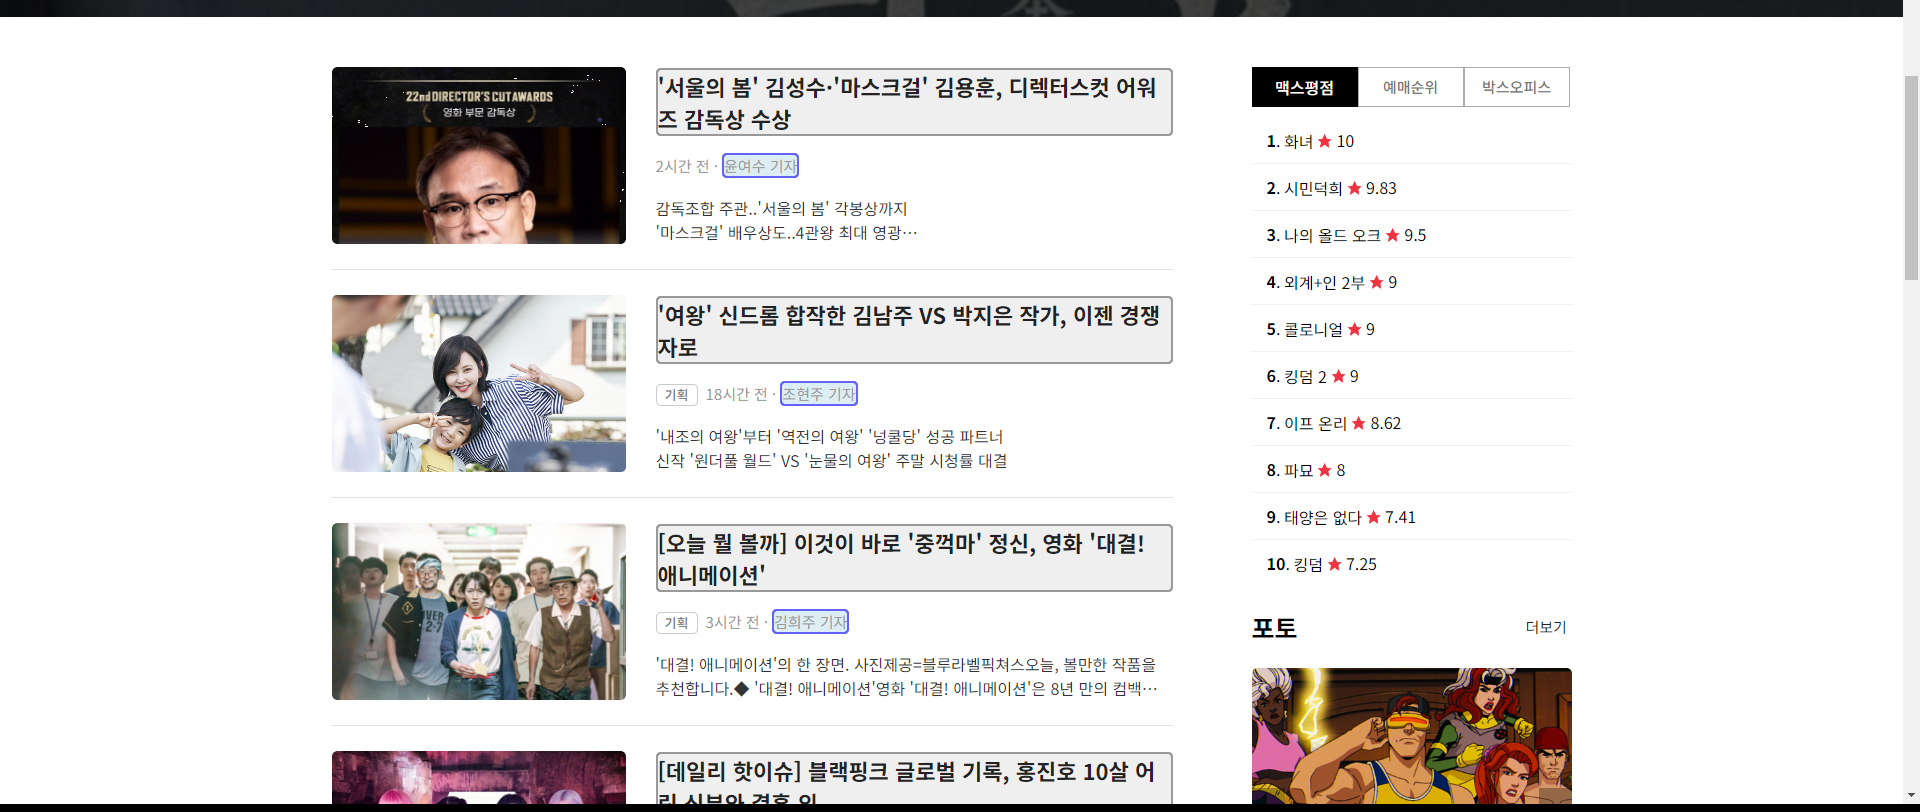 22nd DIRECTOR'S CUT AWARDS
영화 부문 감독상
'서울의 봄' 김성수·'마스크걸' 김용훈, 디렉터스컷 어워
즈 감독상 수상
2시간 전 · 윤여수 기자
감독조합 주관..'서울의 봄' 각봉상까지
'마스크걸' 배우상도..4관왕 최대 영광…
'여왕' 신드롬 합작한 김남주 VS 박지은 작가, 이젠 경쟁
자로
기획 18시간 전 · 조현주 기자
'내조의 여왕'부터 '역전의 여왕' '넝쿨당' 성공 파트너
신작 '원더풀 월드' VS '눈물의 여왕' 주말 시청률 대결
[오늘 뭘 볼까] 이것이 바로 '중꺽마' 정신, 영화 '대결!
애니메이션'
기획 3시간 전 · 김희주 기자
'대결! 애니메이션'의 한 장면. 사진제공=블루라벨픽쳐스오늘, 볼만한 작품을
추천합니다.◆ '대결! 애니메이션'영화 '대결! 애니메이션'은 8년 만의 컴백…
[데일리 핫이슈] 블랙핑크 글로벌 기록, 홍진호 10살 어
맥스평점 예매순위 박스오피스
1. 화녀 ★ 10
2. 시민덕희 ★ 9.83
3. 나의 올드 오크 ★ 9.5
4. 외계+인 2부 ★ 9
5. 콜로니얼 ★ 9
6. 킹덤 2 ★ 9
7. 이프 온리 ★ 8.62
8. 파묘 ★ 8
9. 태양은 없다 ★ 7.41
10. 킹덤 ★ 7.25
포토 더보기